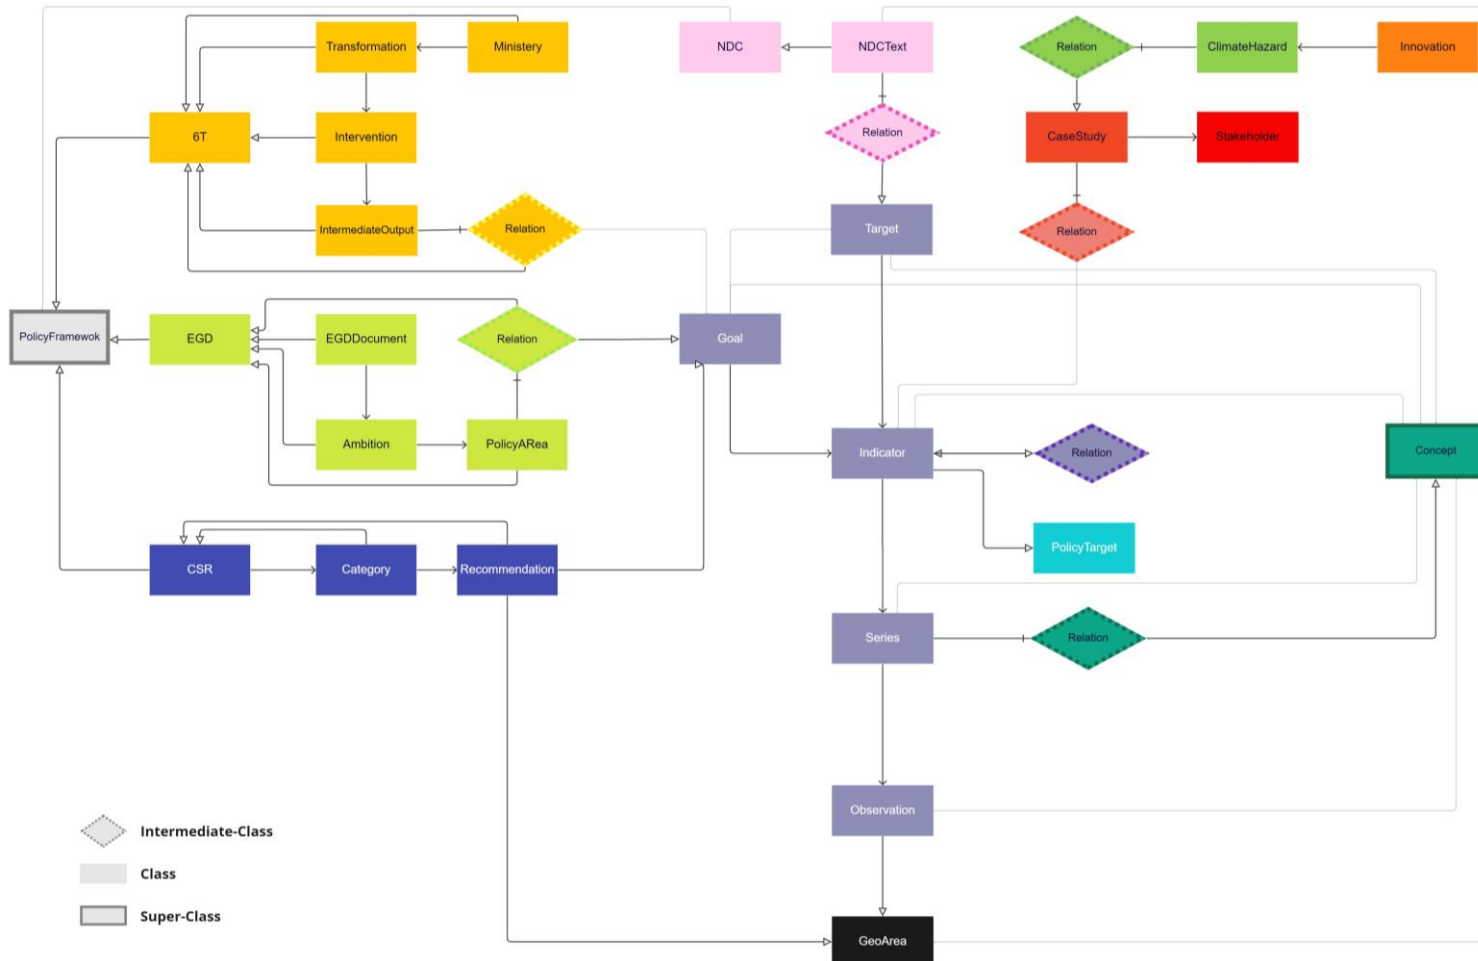 Transformation
Ministery
NDC
NDCText
Relation
ClimateHazard
Innovation
6T
Intervention
Relation
CaseStudy
Stakeholder
IntermediateOutput
Relation
Target
Relation
PolicyFramewok
EGD
EGDDocument
Relation
Goal
Ambition
PolicyARea
Indicator
Relation
Concept
PolicyTarget
CSR
Category
Recommendation
Series
Relation
Observation
Intermediate-Class
Class
Super-Class
GeoArea